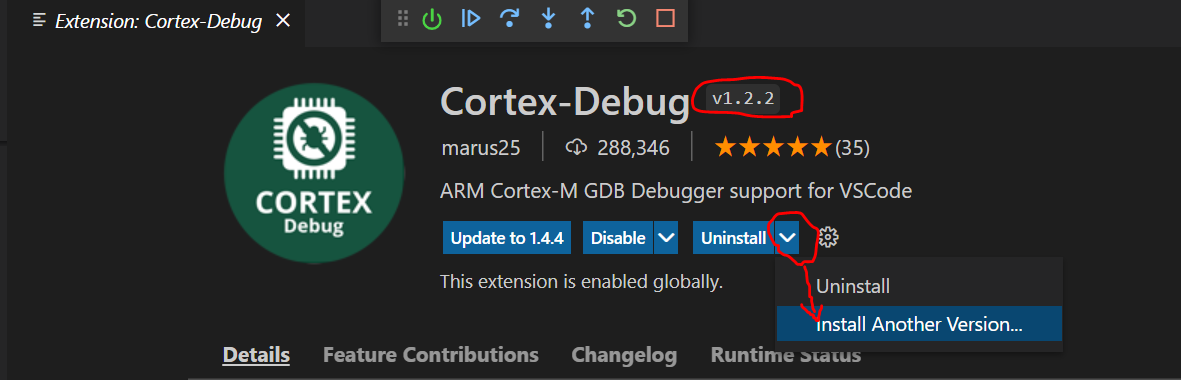 Extension: Cortex-Debug
Cortex-Debug v1.2.2
marus25 288,346 (35)
ARM Cortex-M GDB Debugger support for VSCode
CORTEX
Debug
Update to 1.4.4 Disable Uninstall
This extension is enabled globally.
Uninstall
Install Another Version...
Details Feature Contributions Changelog Runtime Status